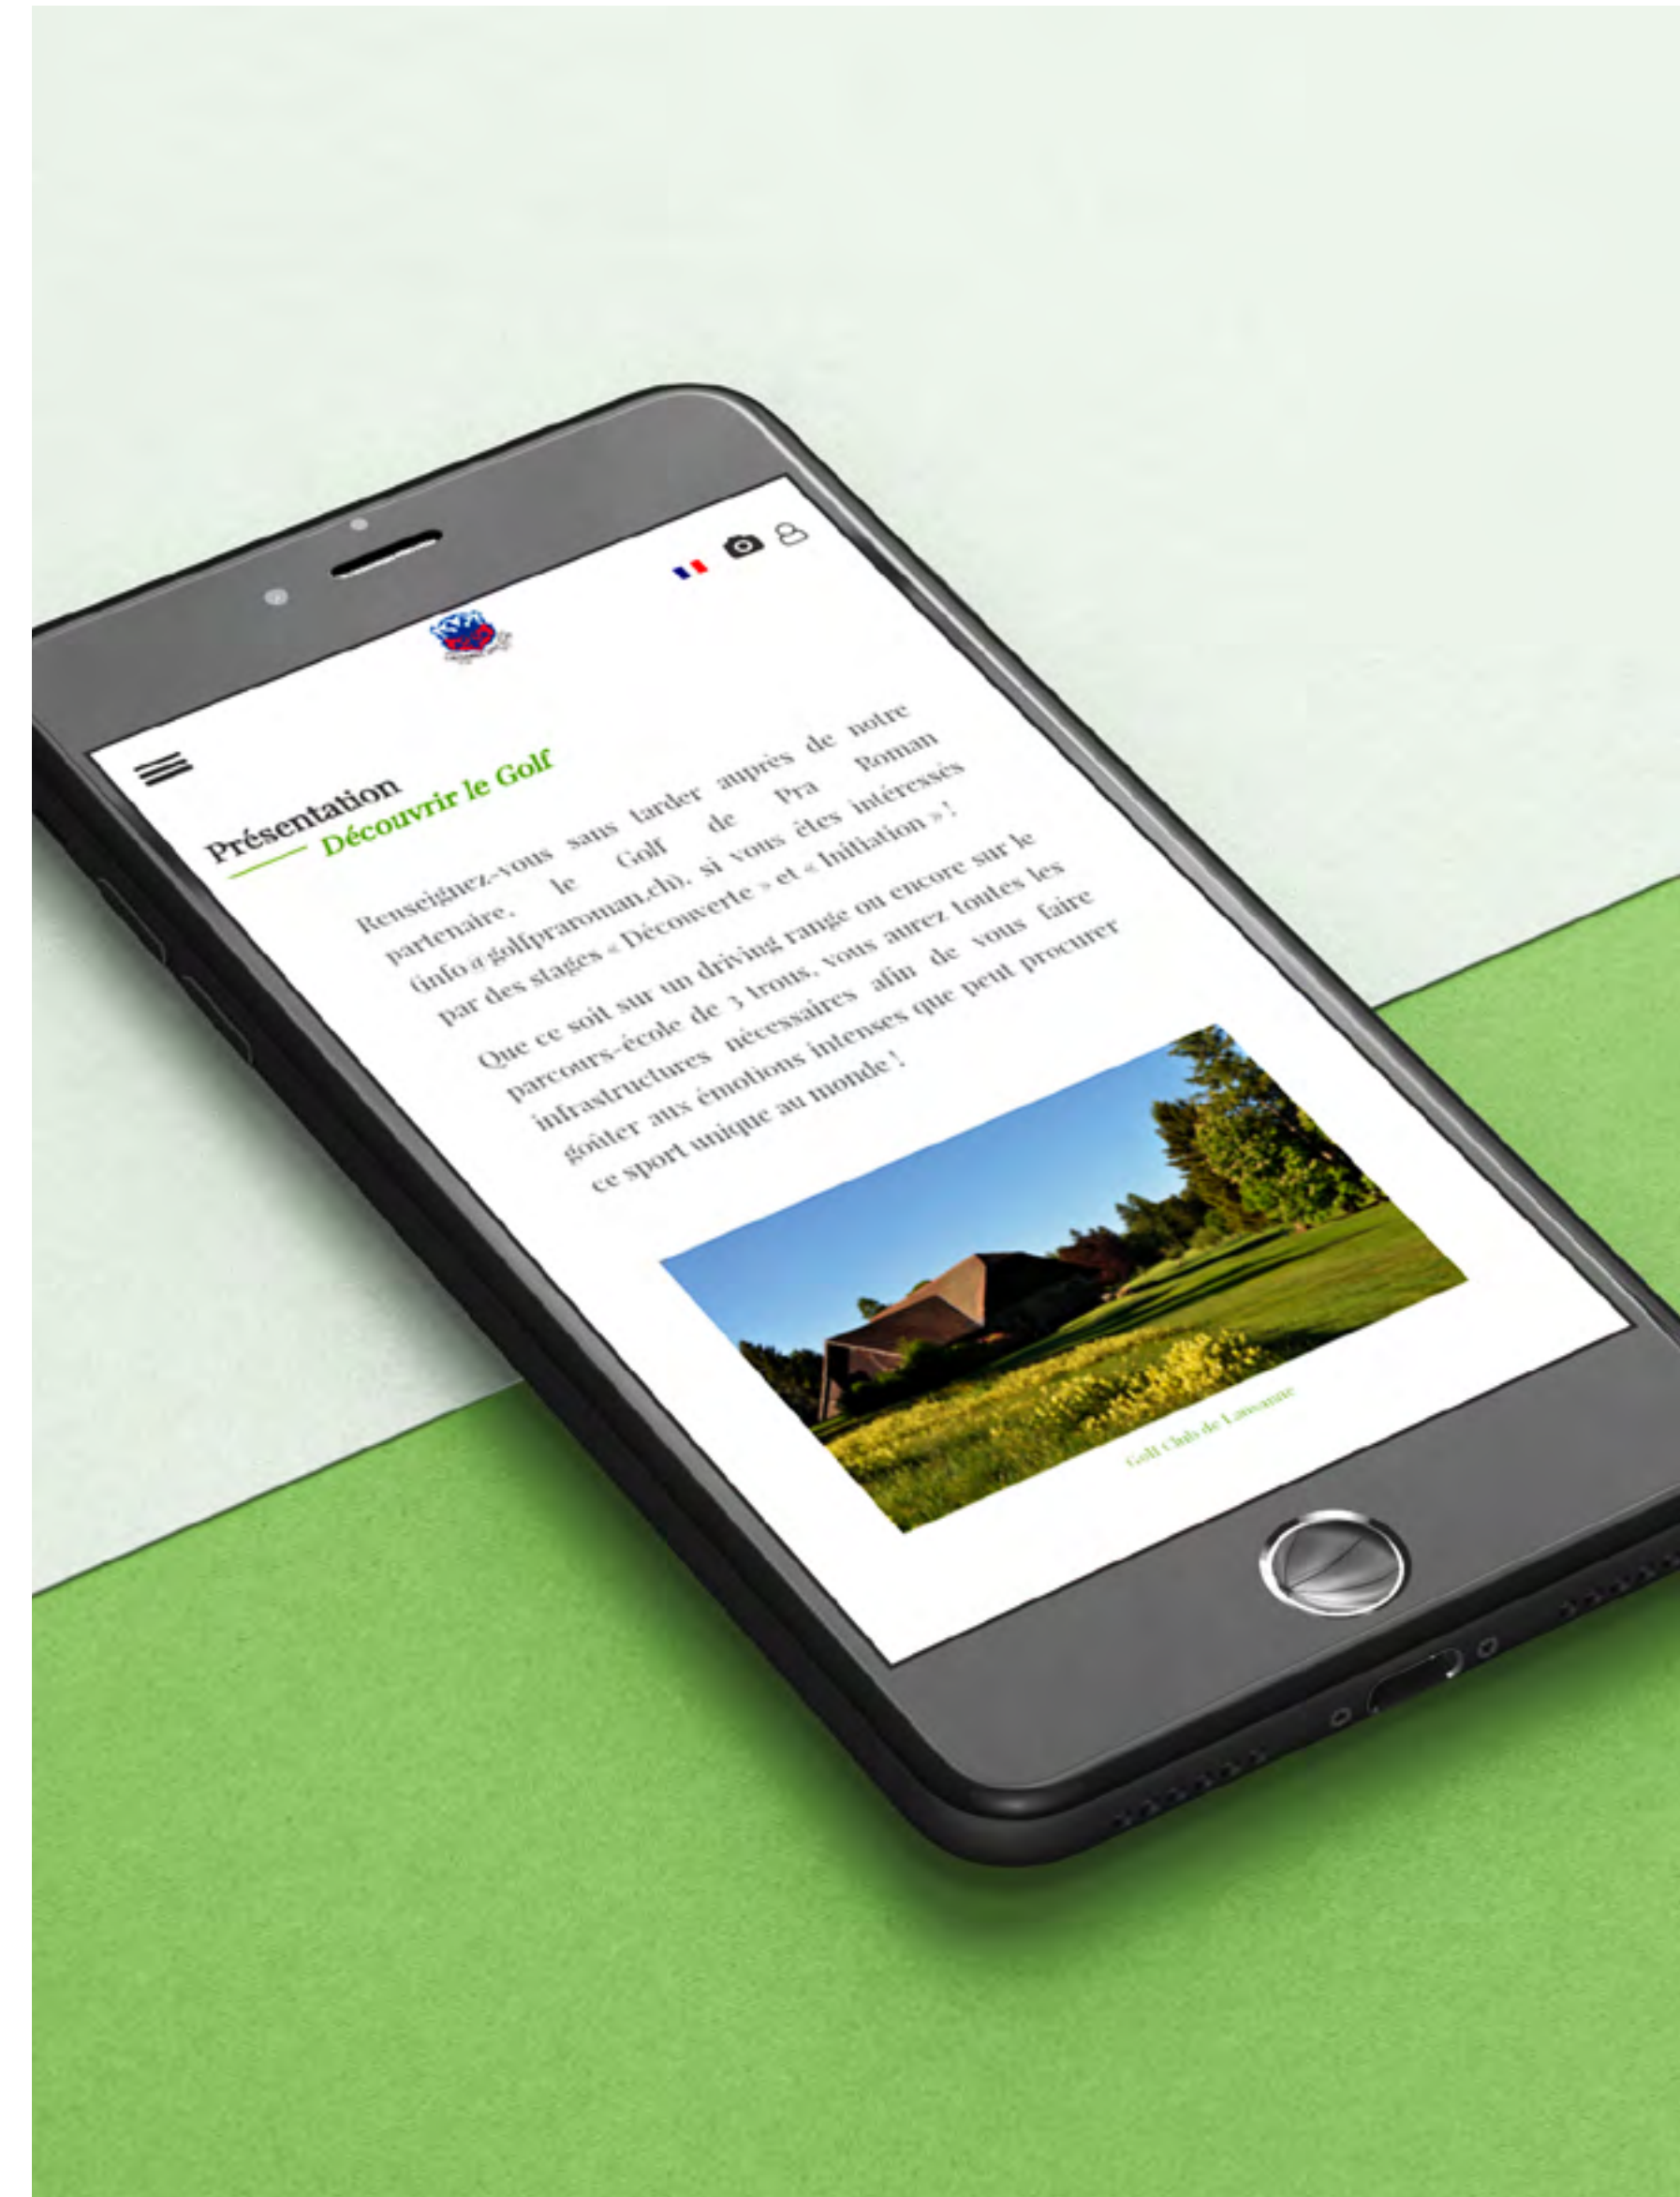 Présentation
Découvrir le Golf
Renseignez-vous sans tarder auprès de notre
partenaire, le Golf de Pra Roman
(info@golfpraroman.ch), si vous êtes intéressés
par des stages « Découverte » et « Initiation » !
Que ce soit sur un driving range ou encore sur le
parcours-école de 3 trous, vous aurez toutes les
infrastructures nécessaires afin de vous faire
goûter aux émotions intenses que peut procurer
ce sport unique au monde !
Golf Club de Lausanne